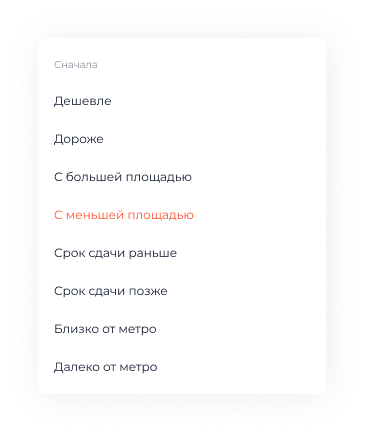 Сначала
Дешевле
Дороже
С большей площадью
С меньшей площадью
Срок сдачи раньше
Срок сдачи позже
Близко от метро
Далеко от метро